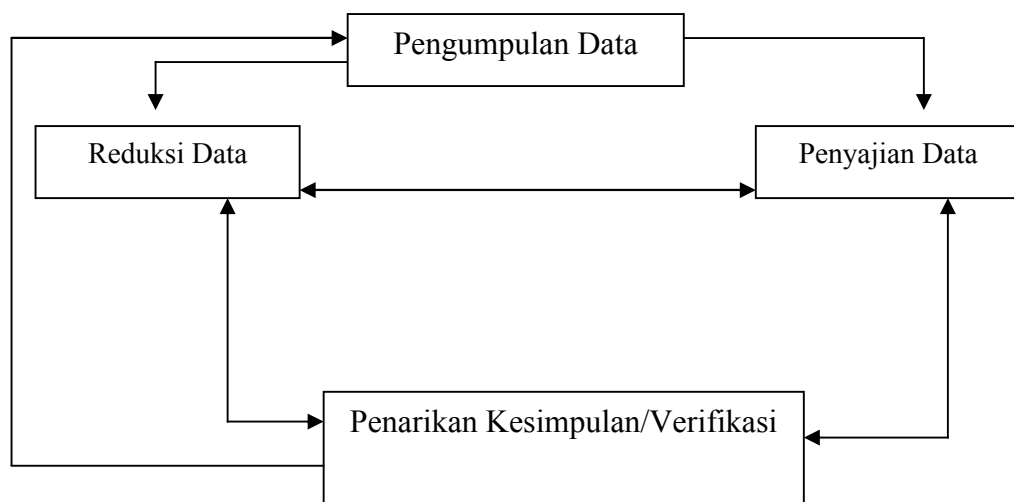 Pengumpulan Data
Reduksi Data
Penyajian Data
Penarikan Kesimpulan/Verifikasi